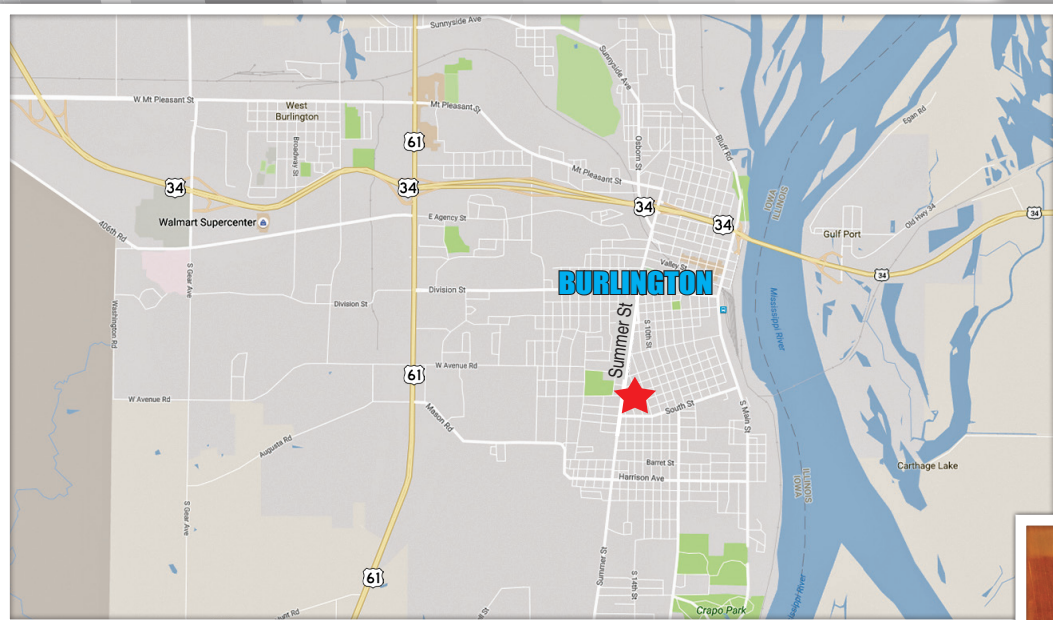 Sunnyside Ave
Sunnyside Ave
W Mt Pleasant St
West
Burlington
Mt Pleasant St
Broadway St
61
Osborn St
Bluff Rd
Egan Rd
Mt Pleasant St
34
34
34
34
IOWA
ILLINOIS
Old Hwy 34
34
Walmart Supercenter
E Agency St
406th Rd
Gulf Port
Valley St
34
S Gear Ave
BURLINGTON
Division St
Division St
Washington Rd
Summer St
S 10th St
Mississippi River
W Avenue Rd
61
W Avenue Rd
Mason Rd
South St
S Main St
Augusta Rd
Barret St
Harrison Ave
Carthage Lake
ILLINOIS
IOWA
S Gear Ave
Summer St
S 14th St
61
Crapo Park